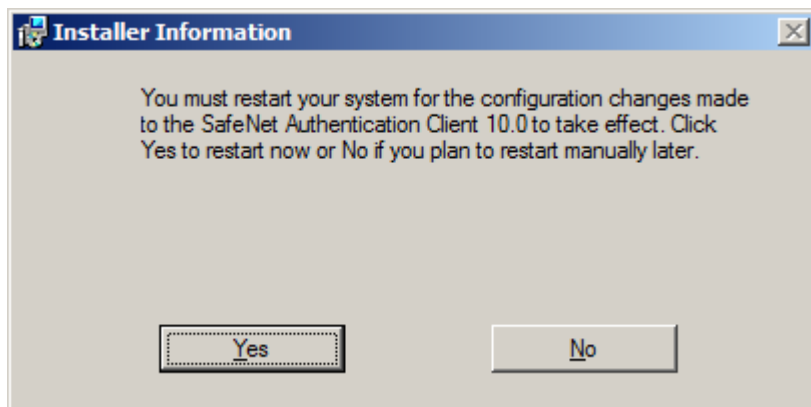 Installer Information
You must restart your system for the configuration changes made
to the SafeNet Authentication Client 10.0 to take effect. Click
Yes to restart now or No if you plan to restart manually later.
Yes
No